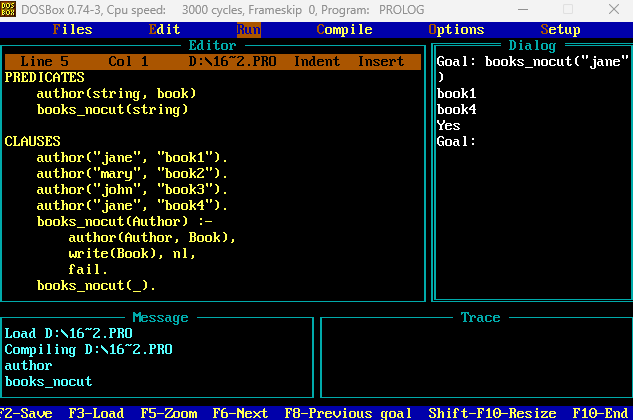 DOS BOX DOSBox 0.74-3, Cpu speed: 3000 cycles, Frameskip 0, Program: PROLOG
Files Edit Run Compile Options Setup
Editor
Line 5 Col 1 D:\16~2.PRO Indent Insert
PREDICATES
author(string, book)
books_nocut(string)
CLAUSES
author("jane", "book1").
author("mary", "book2").
author("john", "book3").
author("jane", "book4").
books_nocut(Author) :-
author(Author, Book),
write(Book), nl,
fail.
books_nocut(_).
Dialog
Goal: books_nocut("jane"
)
book1
book4
Yes
Goal:
Message
Load D:\16~2.PRO
Compiling D:\16~2.PRO
author
books_nocut
Trace
F2-Save F3-Load F5-Zoom F6-Next F8-Previous goal Shift-F10-Resize F10-End